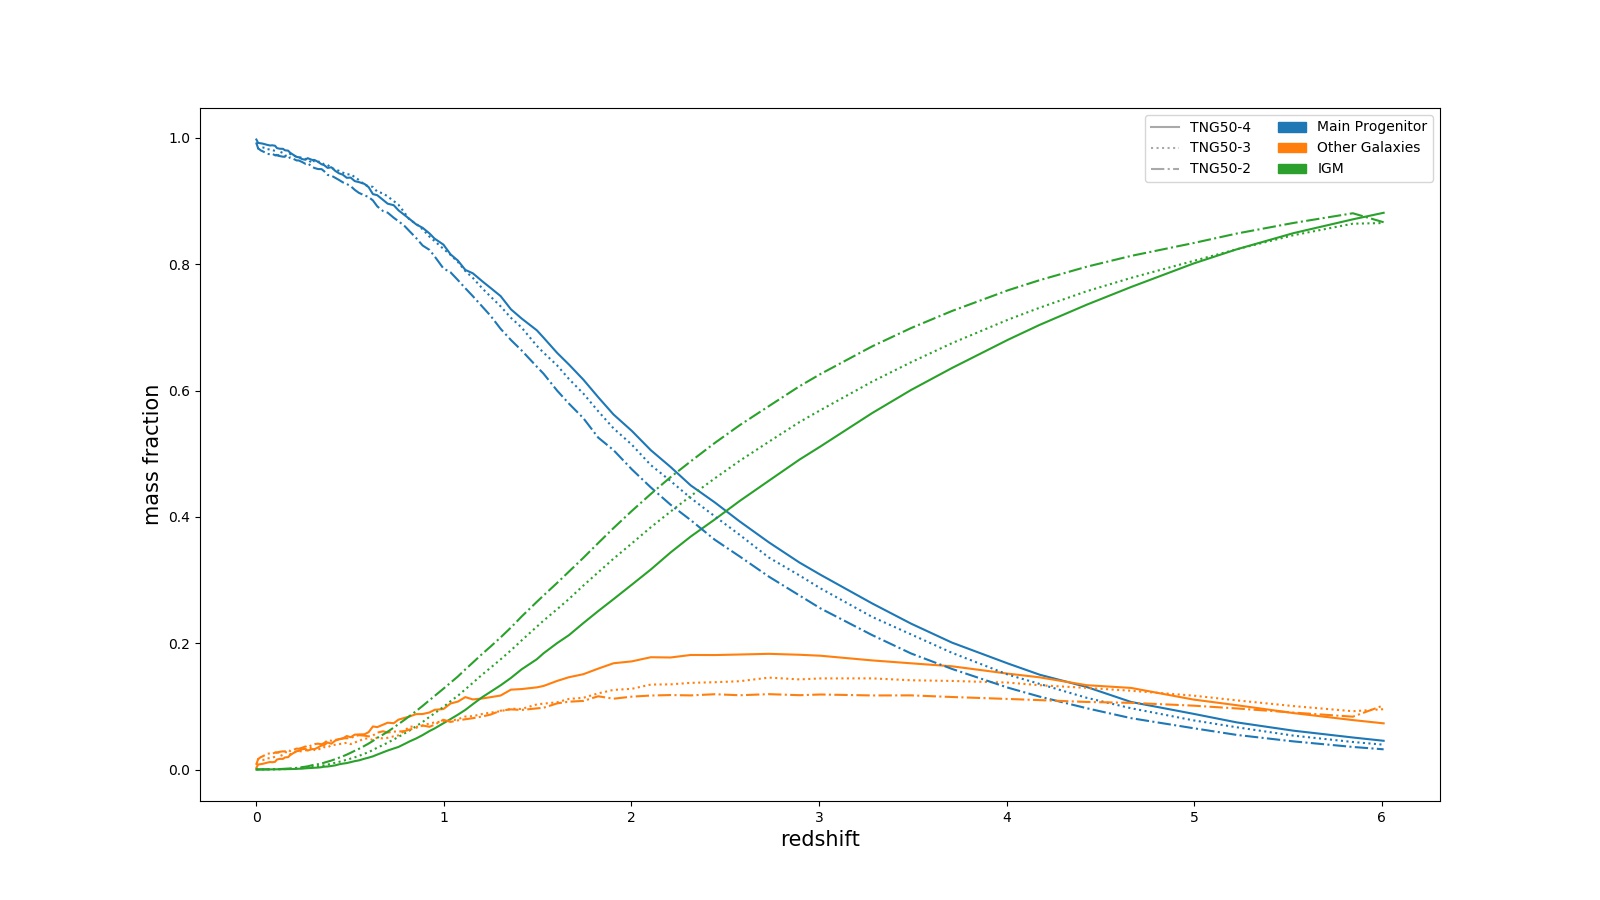 TNG50-4 Main Progenitor
TNG50-3 Other Galaxies
TNG50-2 IGM
1.0
0.8
0.6
0.4
0.2
0.0
mass fraction
0 1 2 3 4 5 6
redshift